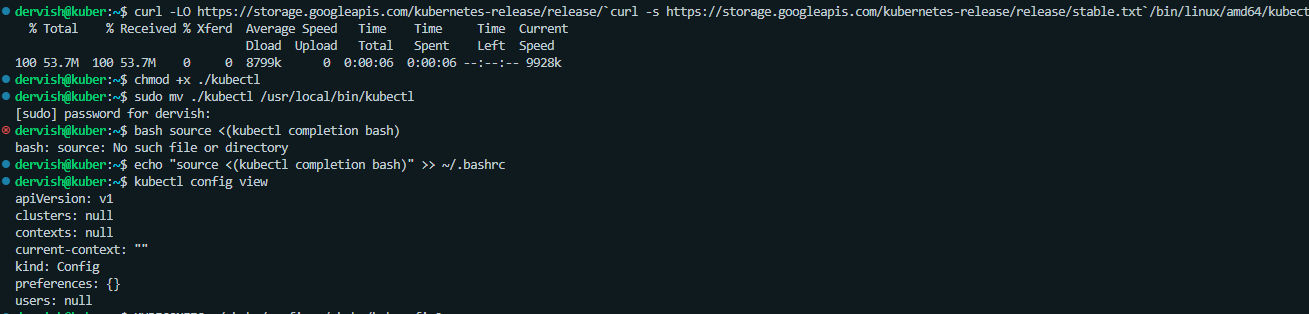 dervish@kuber:~$ curl -LO https://storage.googleapis.com/kubernetes-release/release/`curl -s https://storage.googleapis.com/kubernetes-release/release/stable.txt`/bin/linux/amd64/kubect
% Total % Received % Xferd Average Speed Time Time Time Current
Dload Upload Total Spent Left Speed
100 53.7M 100 53.7M 0 0 8799k 0 0:00:06 0:00:06 --:--:-- 9928k
dervish@kuber:~$ chmod +x ./kubectl
dervish@kuber:~$ sudo mv ./kubectl /usr/local/bin/kubectl
[sudo] password for dervish:
dervish@kuber:~$ bash source <(kubectl completion bash)
bash: source: No such file or directory
dervish@kuber:~$ echo "source <(kubectl completion bash)" >> ~/.bashrc
dervish@kuber:~$ kubectl config view
apiVersion: v1
clusters: null
contexts: null
current-context: ""
kind: Config
preferences: {}
users: null